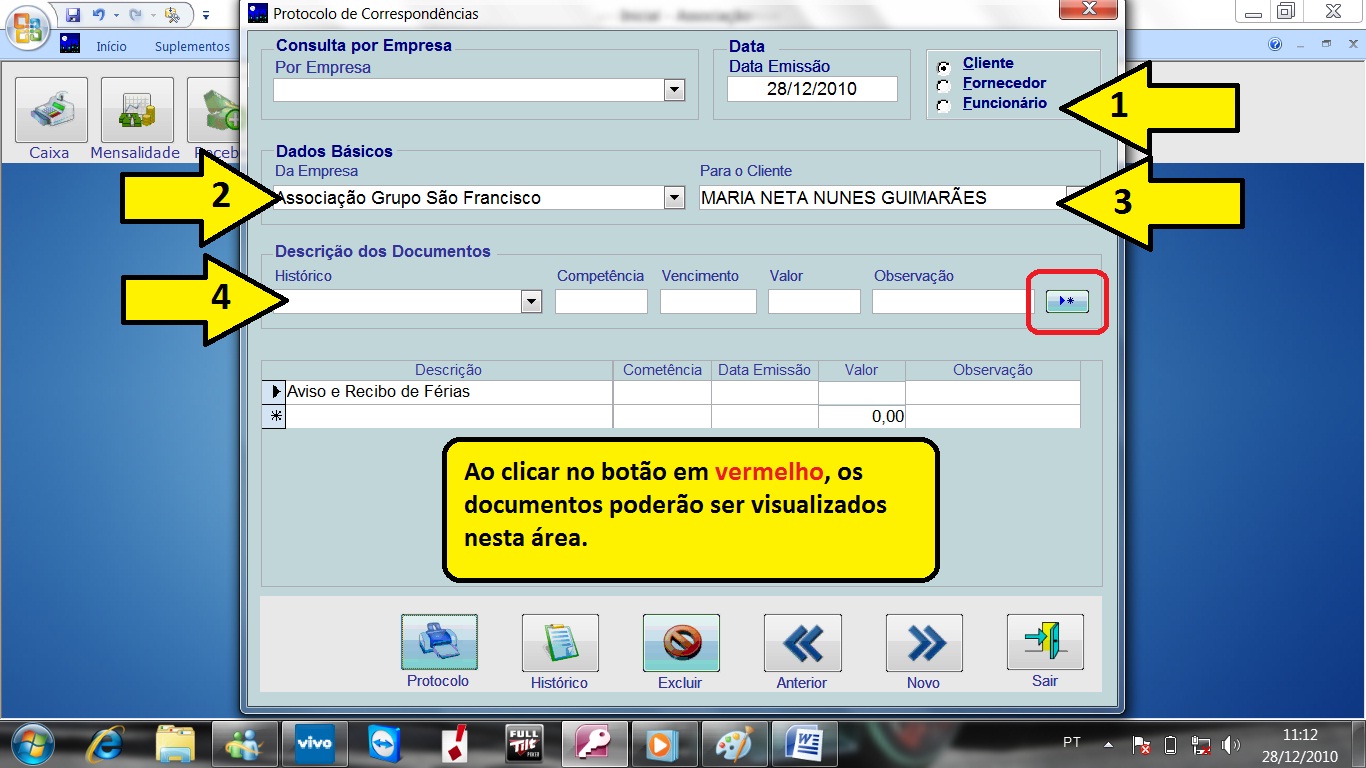 Protocolo de Correspondências
Início Suplementos
Consulta por Empresa
Por Empresa
Data
Data Emissão
28/12/2010
Cliente
Fornecedor
Funcionário
1
Caixa Mensalidade Receb
Dados Básicos
Da Empresa Para o Cliente
2 Associação Grupo São Francisco MARIA NETA NUNES GUIMARÃES 3
Descrição dos Documentos
Histórico Competência Vencimento Valor Observação
4
Descrição Cometência Data Emissão Valor Observação
Aviso e Recibo de Férias
0,00
Ao clicar no botão em vermelho, os
documentos poderão ser visualizados
nesta área.
Protocolo Histórico Excluir Anterior Novo Sair
vivo FULL TILT POKER PT 11:12
28/12/2010